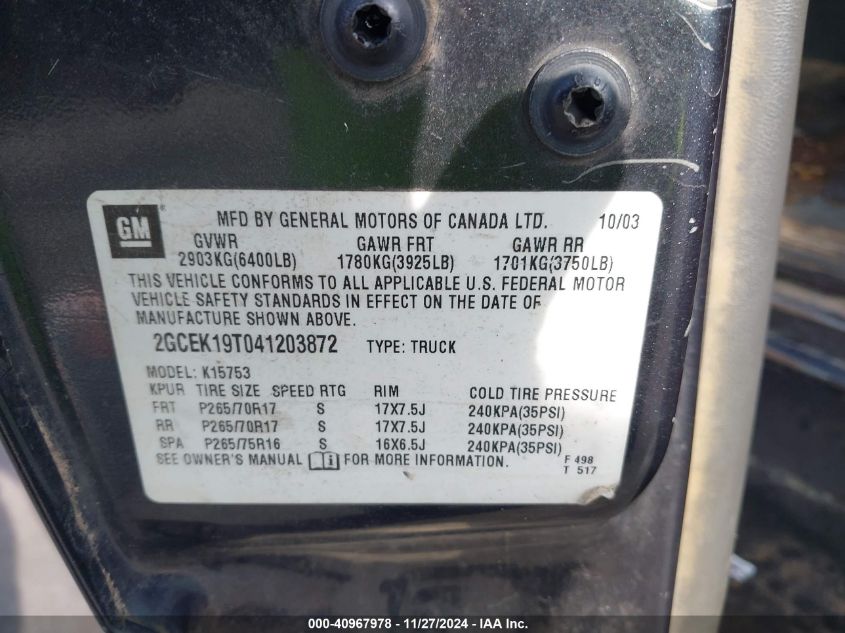 GM
MFD BY GENERAL MOTORS OF CANADA LTD. 10/03
GVWR GAWR FRT GAWR RR
2903KG(6400LB) 1780KG(3925LB) 1701KG(3750LB)
THIS VEHICLE CONFORMS TO ALL APPLICABLE U.S. FEDERAL MOTOR
VEHICLE SAFETY STANDARDS IN EFFECT ON THE DATE OF
MANUFACTURE SHOWN ABOVE.
2GCEK19T041203872 TYPE: TRUCK
MODEL: K15753
KPUR TIRE SIZE SPEED RTG RIM COLD TIRE PRESSURE
FRT P265/70R17 S 17X7.5J 240KPA(35PSI)
RR P265/70R17 S 17X7.5J 240KPA(35PSI)
SPA P265/75R16 S 16X6.5J 240KPA(35PSI)
SEE OWNER'S MANUAL FOR MORE INFORMATION.
F 498
T 517
000-40967978 - 11/27/2024 - IAA Inc.